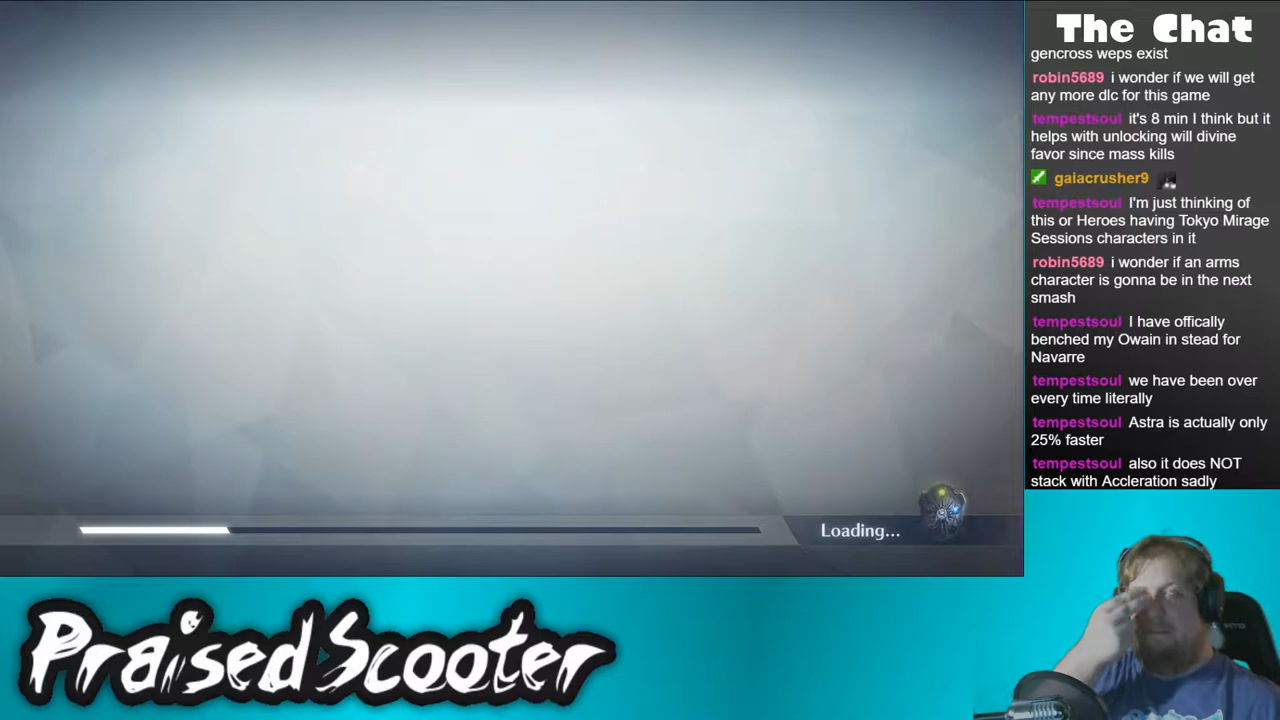 The Chat
gencross weps exist
robin5689 i wonder if we will get
any more dlc for this game
tempestsoul it's 8 min I think but it
helps with unlocking will divine
favor since mass kills
gaiacrusher9
tempestsoul I'm just thinking of
this or Heroes having Tokyo Mirage
Sessions characters in it
robin5689 i wonder if an arms
character is gonna be in the next
smash
tempestsoul I have offically
benched my Owain in stead for
Navarre
tempestsoul we have been over
every time literally
tempestsoul Astra is actually only
25% faster
tempestsoul also it does NOT
stack with Accleration sadly
Loading...
PraisedScooter